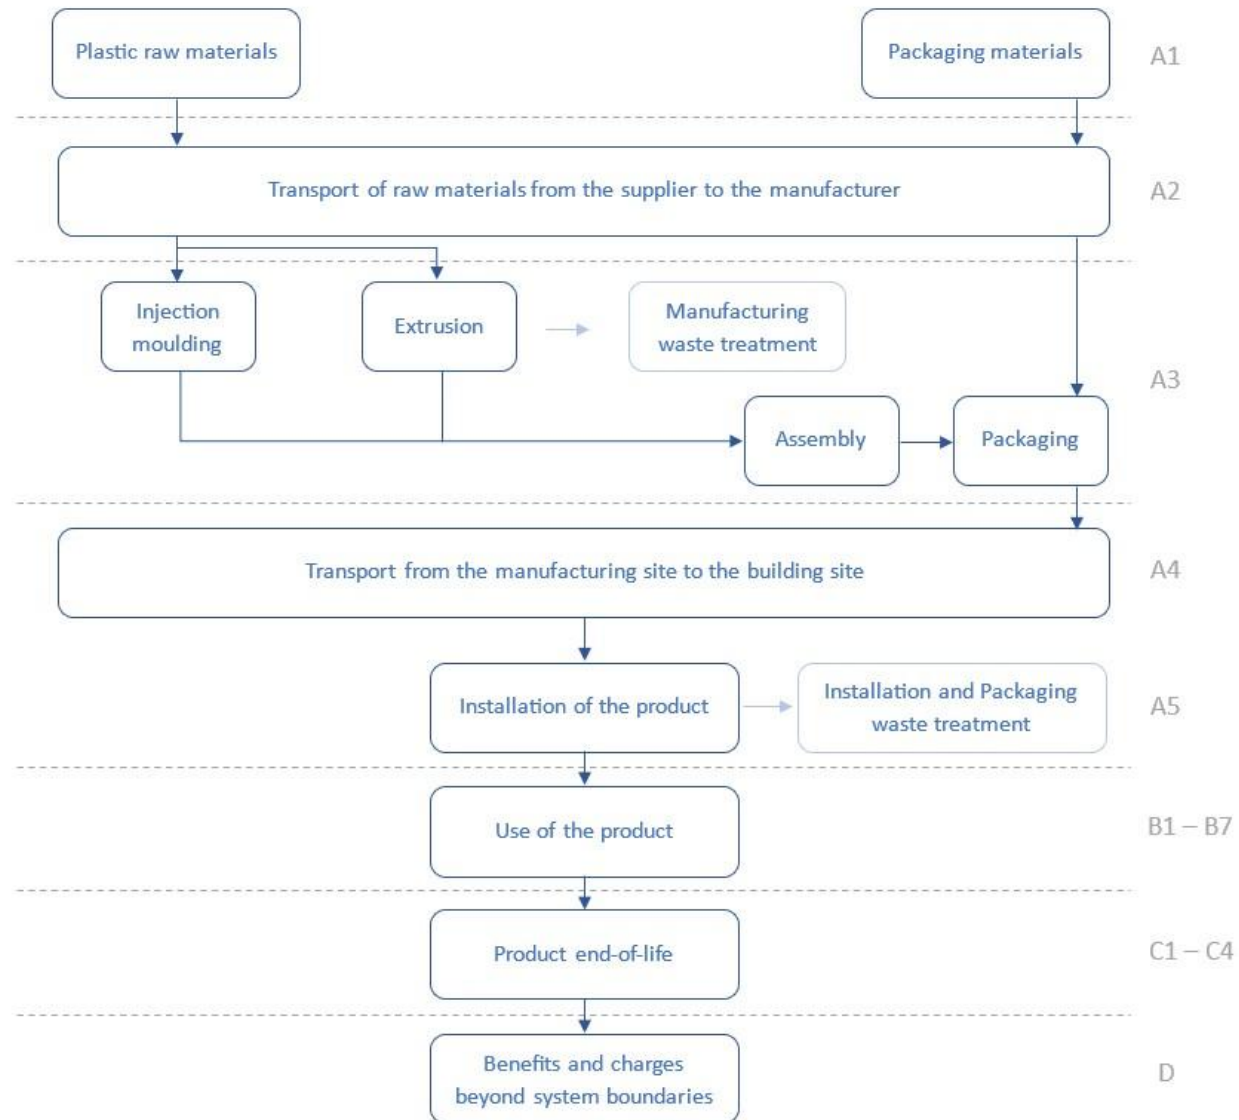 Plastic raw materials
Packaging materials
A1
Transport of raw materials from the supplier to the manufacturer
A2
Injection
moulding
Extrusion
Manufacturing
waste treatment
A3
Assembly
Packaging
Transport from the manufacturing site to the building site
A4
Installation of the product
Installation and Packaging
waste treatment
A5
Use of the product
B1 – B7
Product end-of-life
C1 – C4
Benefits and charges
beyond system boundaries
D